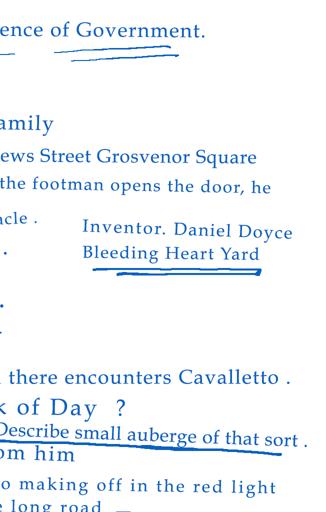 ence of Government.
amily
ews Street Grosvenor Square
the footman opens the door, he
acle .
Inventor. Daniel Doyce
Bleeding Heart Yard
there encounters Cavalletto .
k of Day ?
Describe small auberge of that sort .
om him
o making off in the red light
e long road —